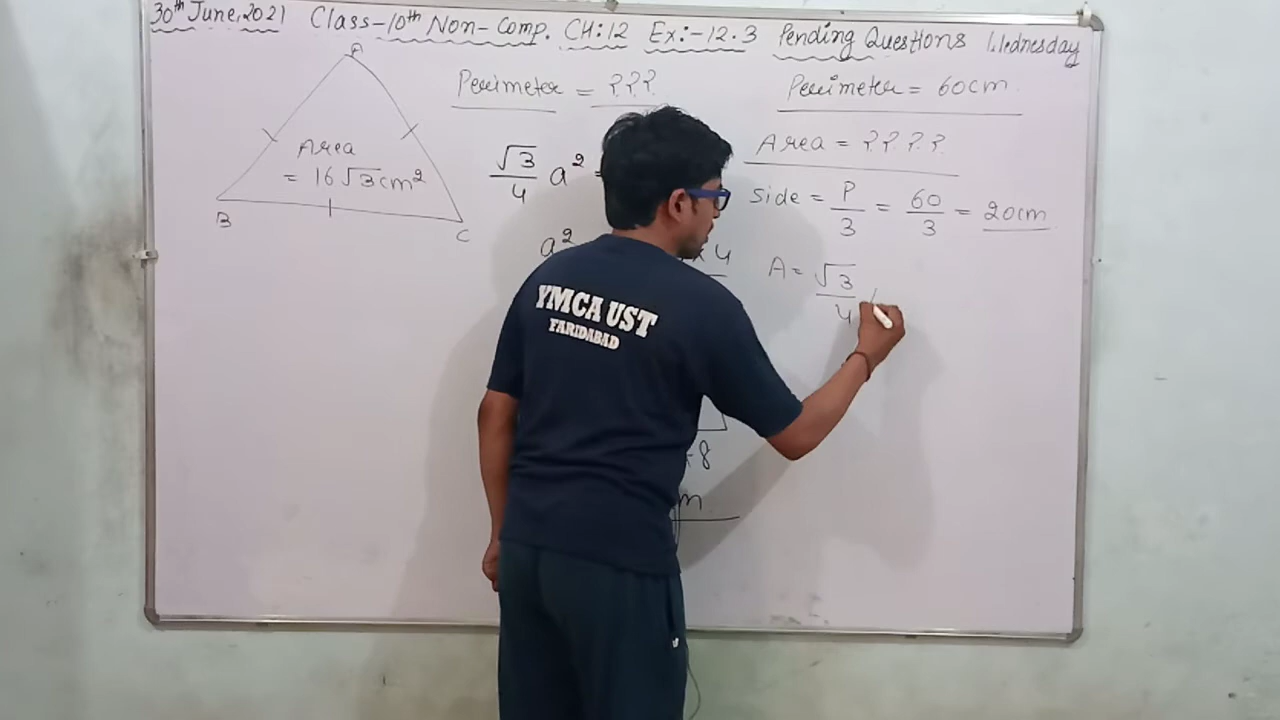 30th June, 2021 Class-10th Non-Comp. CH:12 Ex:-12.3 Pending Questions Wednesday
A
B
C
Area
= 16√3cm²
Perimeter = ???
√3/4 a² =
a²
x 4
x 8
m
Perimeter = 60cm.
Area = ????
Side = P/3 = 60/3 = 20cm
A = √3/4
YMCA UST
FARIDABAD